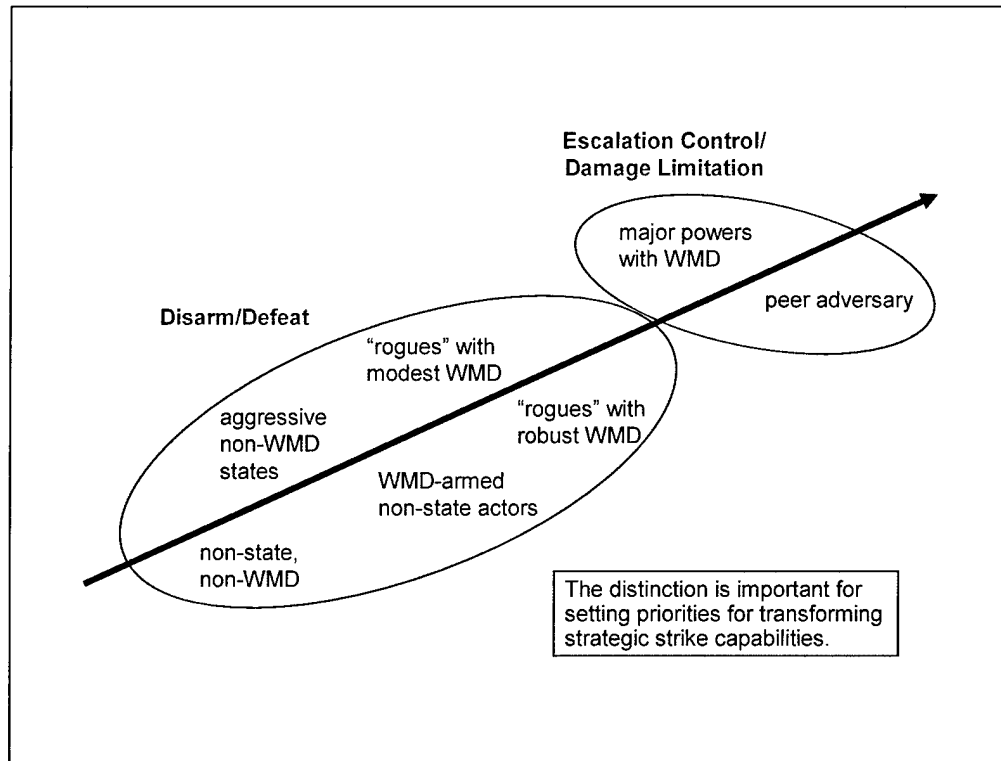 Escalation Control/
Damage Limitation
major powers
with WMD
peer adversary
Disarm/Defeat
"rogues" with
modest WMD
"rogues" with
robust WMD
aggressive
non-WMD
states
WMD-armed
non-state actors
non-state,
non-WMD
The distinction is important for
setting priorities for transforming
strategic strike capabilities.